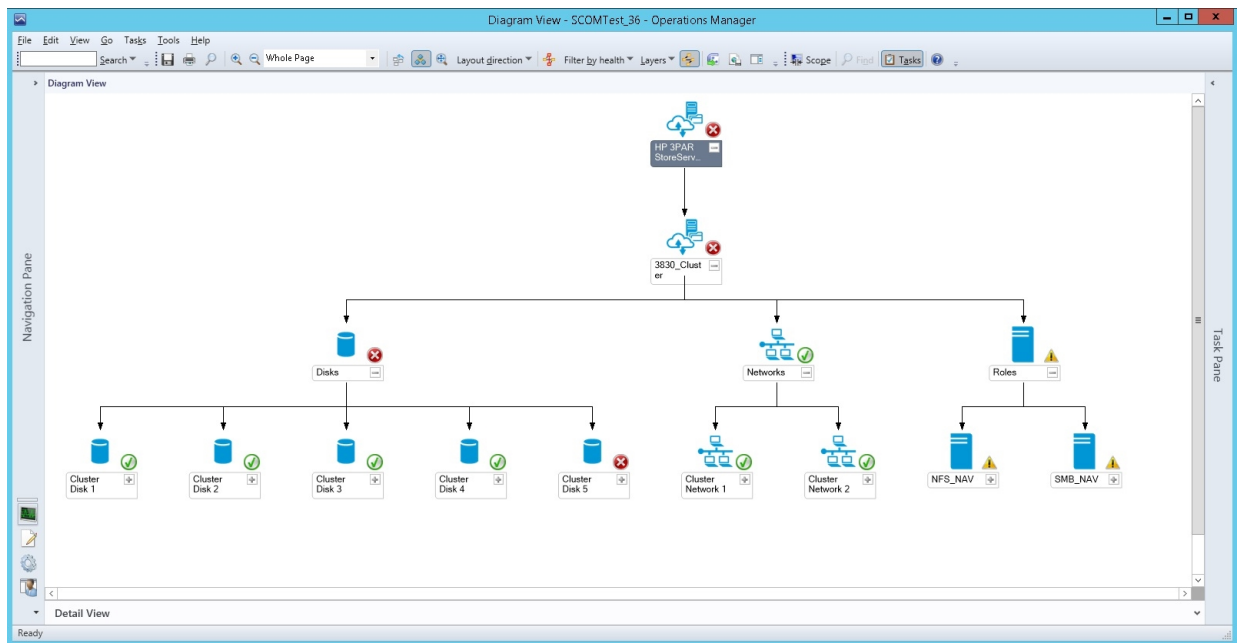 Diagram View - SCOMTest_36 - Operations Manager
File Edit View Go Tasks Tools Help
Search Whole Page Layout direction Filter by health Layers Scope Find Tasks
Diagram View
Navigation Pane
Task Pane
HP 3PAR
StoreServ...
3830_Clust
er
Disks
Networks
Roles
Cluster
Disk 1
Cluster
Disk 2
Cluster
Disk 3
Cluster
Disk 4
Cluster
Disk 5
Cluster
Network 1
Cluster
Network 2
NFS_NAV
SMB_NAV
Detail View
Ready